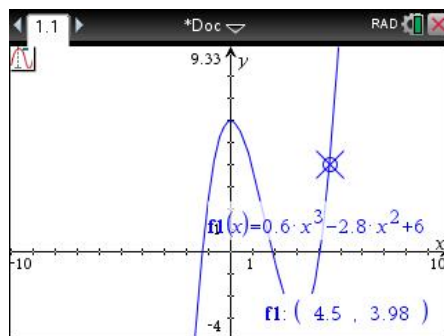 1.1 *Doc RAD
9.33 y
f1(x)=0.6·x³−2.8·x²+6
x
-10 1 10
f1: ( 4.5 , 3.98 )
-4